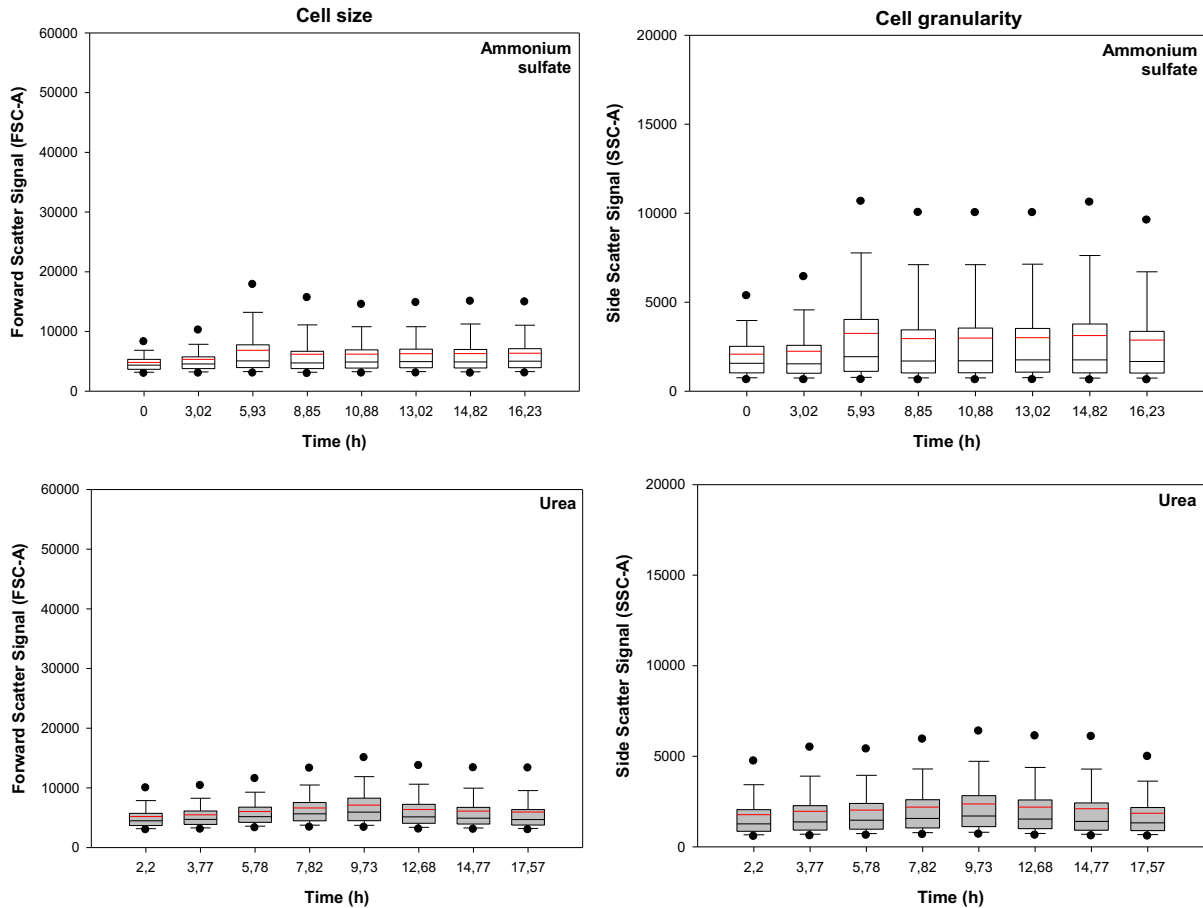 Cell size
Ammonium
sulfate
Forward Scatter Signal (FSC-A)
60000
50000
40000
30000
20000
10000
0
0 3,02 5,93 8,85 10,88 13,02 14,82 16,23
Time (h)
Cell granularity
Ammonium
sulfate
Side Scatter Signal (SSC-A)
20000
15000
10000
5000
0
0 3,02 5,93 8,85 10,88 13,02 14,82 16,23
Time (h)
Urea
Forward Scatter Signal (FSC-A)
60000
50000
40000
30000
20000
10000
0
2,2 3,77 5,78 7,82 9,73 12,68 14,77 17,57
Time (h)
Urea
Side Scatter Signal (SSC-A)
20000
15000
10000
5000
0
2,2 3,77 5,78 7,82 9,73 12,68 14,77 17,57
Time (h)